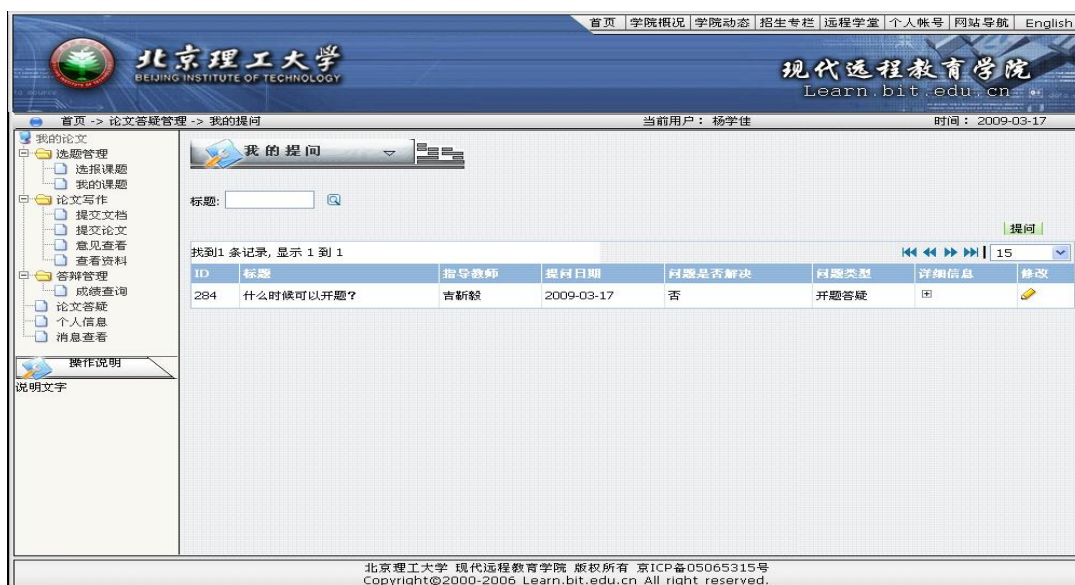 首页 学院概况 学院动态 招生专栏 远程学堂 个人帐号 网站导航 English
北京理工大学
BEIJING INSTITUTE OF TECHNOLOGY
现代远程教育学院
Learn.bit.edu.cn
首页 -> 论文答疑管理 -> 我的提问 当前用户： 杨学佳 时间： 2009-03-17
我的论文
选题管理
选报课题
我的课题
论文写作
提交文档
提交论文
意见查看
查看资料
答辩管理
成绩查询
论文答疑
个人信息
消息查看
操作说明
说明文字
我的提问
标题:
提问
找到1 条记录, 显示 1 到 1 15
ID 标题 指导教师 提问日期 问题是否解决 问题类型 详细信息 修改
284 什么时候可以开题? 吉靳毅 2009-03-17 否 开题答疑
北京理工大学 现代远程教育学院 版权所有 京ICP备05065315号
Copyright©2000-2006 Learn.bit.edu.cn All right reserved.